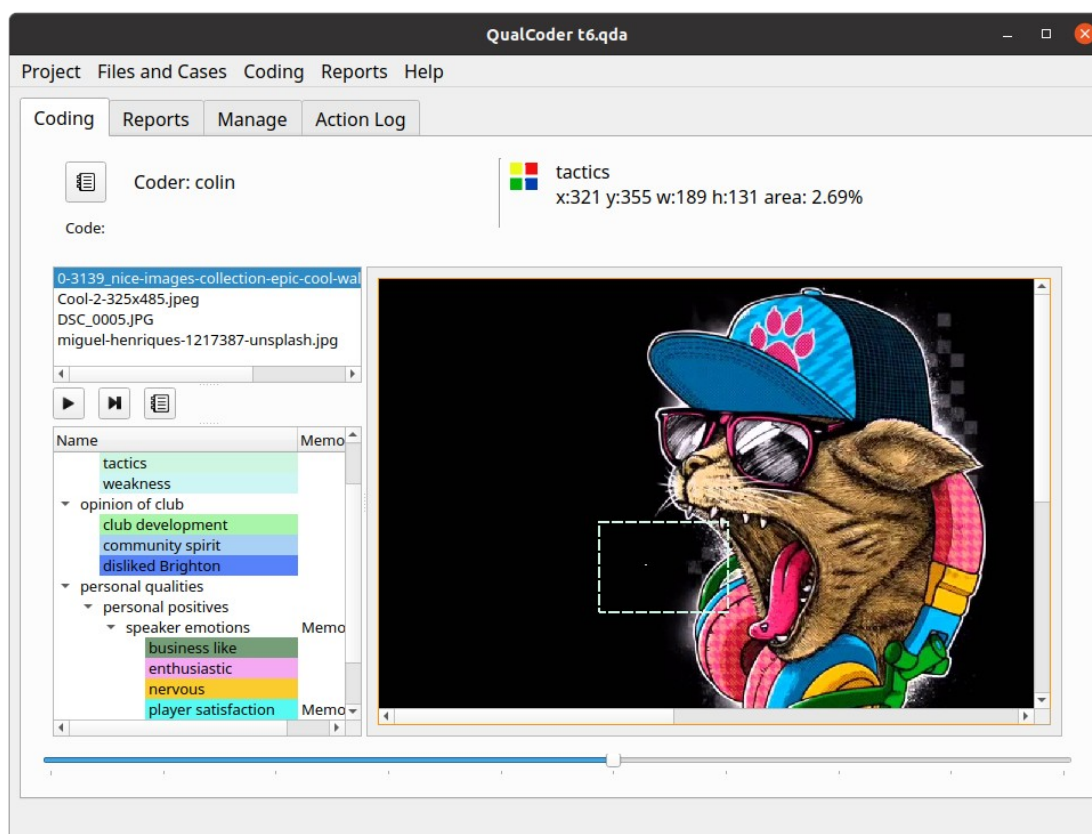 QualCoder t6.qda
Project Files and Cases Coding Reports Help
Coding Reports Manage Action Log
Coder: colin
tactics
x:321 y:355 w:189 h:131 area: 2.69%
Code:
0-3139_nice-images-collection-epic-cool-wal
Cool-2-325x485.jpeg
DSC_0005.JPG
miguel-henriques-1217387-unsplash.jpg
Name Memo
tactics
weakness
opinion of club
club development
community spirit
disliked Brighton
personal qualities
personal positives
speaker emotions Memo
business like
enthusiastic
nervous
player satisfaction Memo